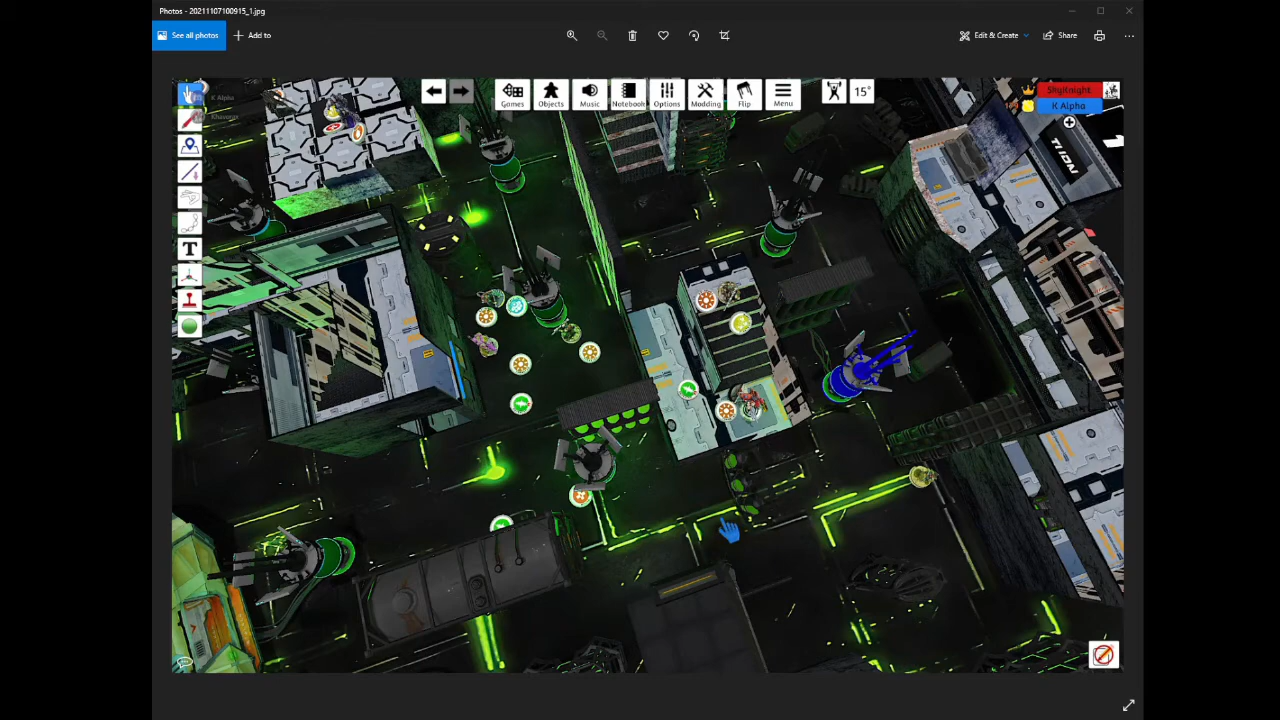 Photos - 20211107100915_1.jpg
See all photos
Add to
Edit & Create
Share
K Alpha
Games
Objects
Music
Notebook
Options
Modding
Flip
Menu
15°
SkyKnight
K Alpha
T